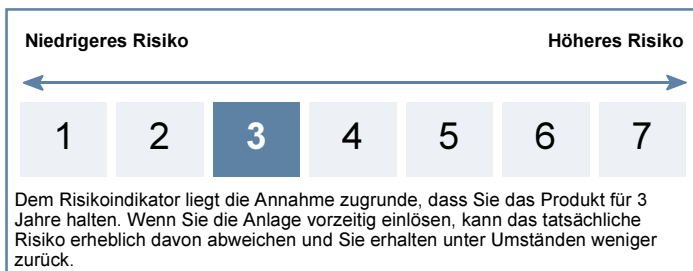 Niedrigeres Risiko Höheres Risiko
1 2 3 4 5 6 7
Dem Risikoindikator liegt die Annahme zugrunde, dass Sie das Produkt für 3
Jahre halten. Wenn Sie die Anlage vorzeitig einlösen, kann das tatsächliche
Risiko erheblich davon abweichen und Sie erhalten unter Umständen weniger
zurück.